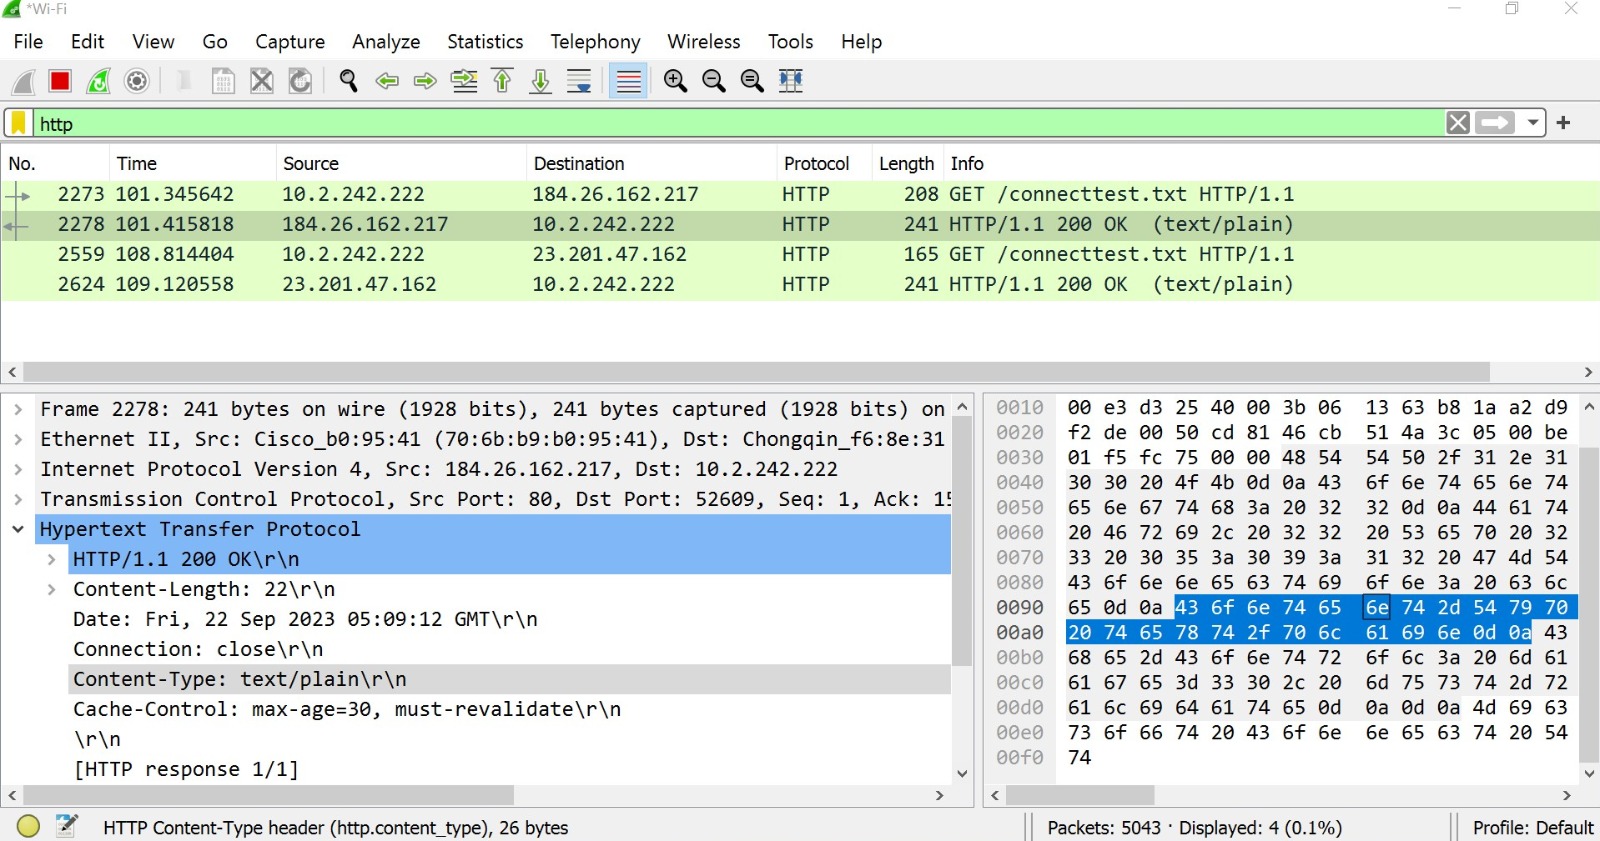 *Wi-Fi
File Edit View Go Capture Analyze Statistics Telephony Wireless Tools Help
http
No. Time Source Destination Protocol Length Info
2273 101.345642 10.2.242.222 184.26.162.217 HTTP 208 GET /connecttest.txt HTTP/1.1
2278 101.415818 184.26.162.217 10.2.242.222 HTTP 241 HTTP/1.1 200 OK (text/plain)
2559 108.814404 10.2.242.222 23.201.47.162 HTTP 165 GET /connecttest.txt HTTP/1.1
2624 109.120558 23.201.47.162 10.2.242.222 HTTP 241 HTTP/1.1 200 OK (text/plain)
Frame 2278: 241 bytes on wire (1928 bits), 241 bytes captured (1928 bits) on
Ethernet II, Src: Cisco_b0:95:41 (70:6b:b9:b0:95:41), Dst: Chongqin_f6:8e:31
Internet Protocol Version 4, Src: 184.26.162.217, Dst: 10.2.242.222
Transmission Control Protocol, Src Port: 80, Dst Port: 52609, Seq: 1, Ack: 15
Hypertext Transfer Protocol
HTTP/1.1 200 OK\r\n
Content-Length: 22\r\n
Date: Fri, 22 Sep 2023 05:09:12 GMT\r\n
Connection: close\r\n
Content-Type: text/plain\r\n
Cache-Control: max-age=30, must-revalidate\r\n
\r\n
[HTTP response 1/1]
0010 00 e3 d3 25 40 00 3b 06 13 63 b8 1a a2 d9
0020 f2 de 00 50 cd 81 46 cb 51 4a 3c 05 00 be
0030 01 f5 fc 75 00 00 48 54 54 50 2f 31 2e 31
0040 30 30 20 4f 4b 0d 0a 43 6f 6e 74 65 6e 74
0050 65 6e 67 74 68 3a 20 32 32 0d 0a 44 61 74
0060 20 46 72 69 2c 20 32 32 20 53 65 70 20 32
0070 33 20 30 35 3a 30 39 3a 31 32 20 47 4d 54
0080 43 6f 6e 6e 65 63 74 69 6f 6e 3a 20 63 6c
0090 65 0d 0a 43 6f 6e 74 65 6e 74 2d 54 79 70
00a0 20 74 65 78 74 2f 70 6c 61 69 6e 0d 0a 43
00b0 68 65 2d 43 6f 6e 74 72 6f 6c 3a 20 6d 61
00c0 61 67 65 3d 33 30 2c 20 6d 75 73 74 2d 72
00d0 61 6c 69 64 61 74 65 0d 0a 0d 0a 4d 69 63
00e0 73 6f 66 74 20 43 6f 6e 6e 65 63 74 20 54
00f0 74
HTTP Content-Type header (http.content_type), 26 bytes
Packets: 5043 · Displayed: 4 (0.1%)
Profile: Default